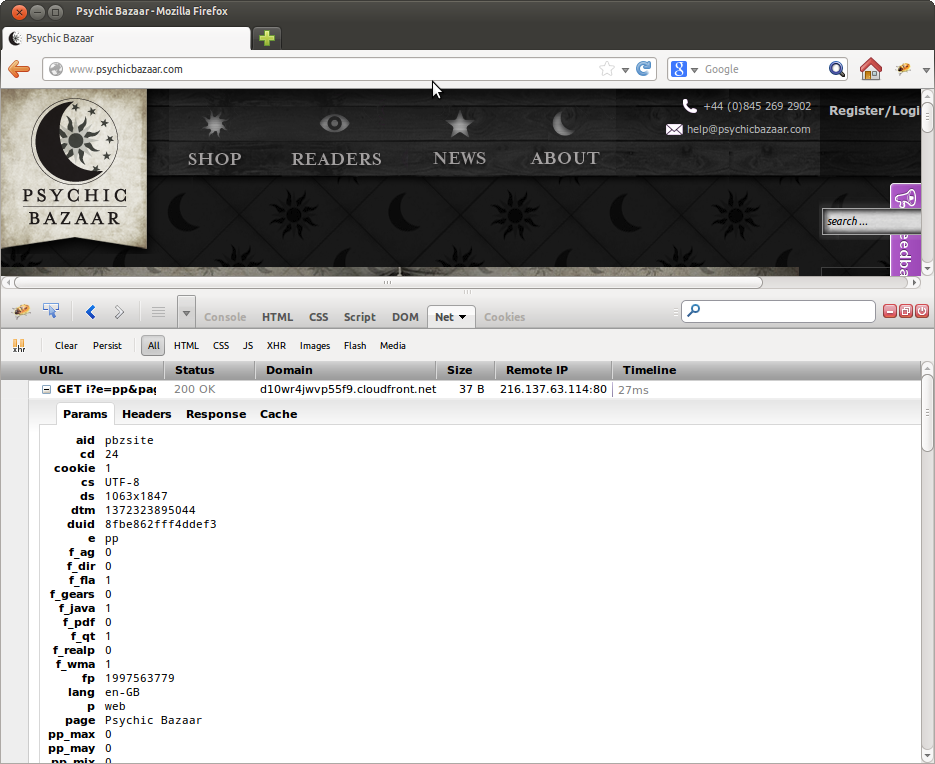 Psychic Bazaar - Mozilla Firefox
Psychic Bazaar
www.psychicbazaar.com
8 Google
PSYCHIC
BAZAAR
SHOP READERS NEWS ABOUT
+44 (0)845 269 2902
help@psychicbazaar.com
Register/Logi
search ...
eedba
Console HTML CSS Script DOM Net Cookies
xhr Clear Persist All HTML CSS JS XHR Images Flash Media
URL Status Domain Size Remote IP Timeline
GET i?e=pp&pag 200 OK d10wr4jwvp55f9.cloudfront.net 37 B 216.137.63.114:80 27ms
Params Headers Response Cache
aid pbzsite
cd 24
cookie 1
cs UTF-8
ds 1063x1847
dtm 1372323895044
duid 8fbe862fff4ddef3
e pp
f_ag 0
f_dir 0
f_fla 1
f_gears 0
f_java 1
f_pdf 0
f_qt 1
f_realp 0
f_wma 1
fp 1997563779
lang en-GB
p web
page Psychic Bazaar
pp_max 0
pp_may 0
pp_mix 0